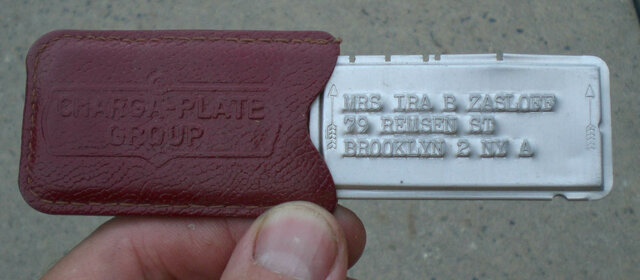 CHARGA-PLATE
GROUP
MRS IRA B ZASLOFF
79 REMSEN ST
BROOKLYN 2 NY A